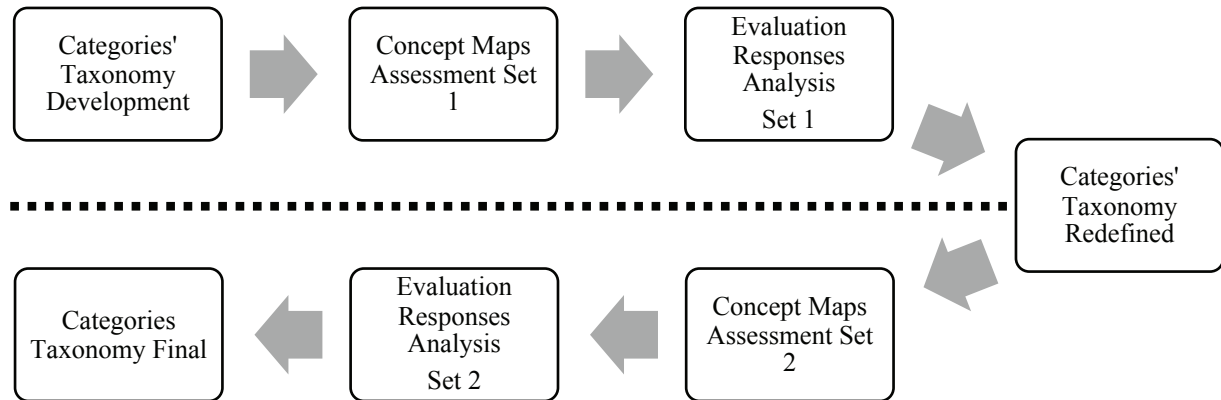 Categories'
Taxonomy
Development
Concept Maps
Assessment Set
1
Evaluation
Responses
Analysis
Set 1
Categories'
Taxonomy
Redefined
Concept Maps
Assessment Set
2
Evaluation
Responses
Analysis
Set 2
Categories
Taxonomy Final